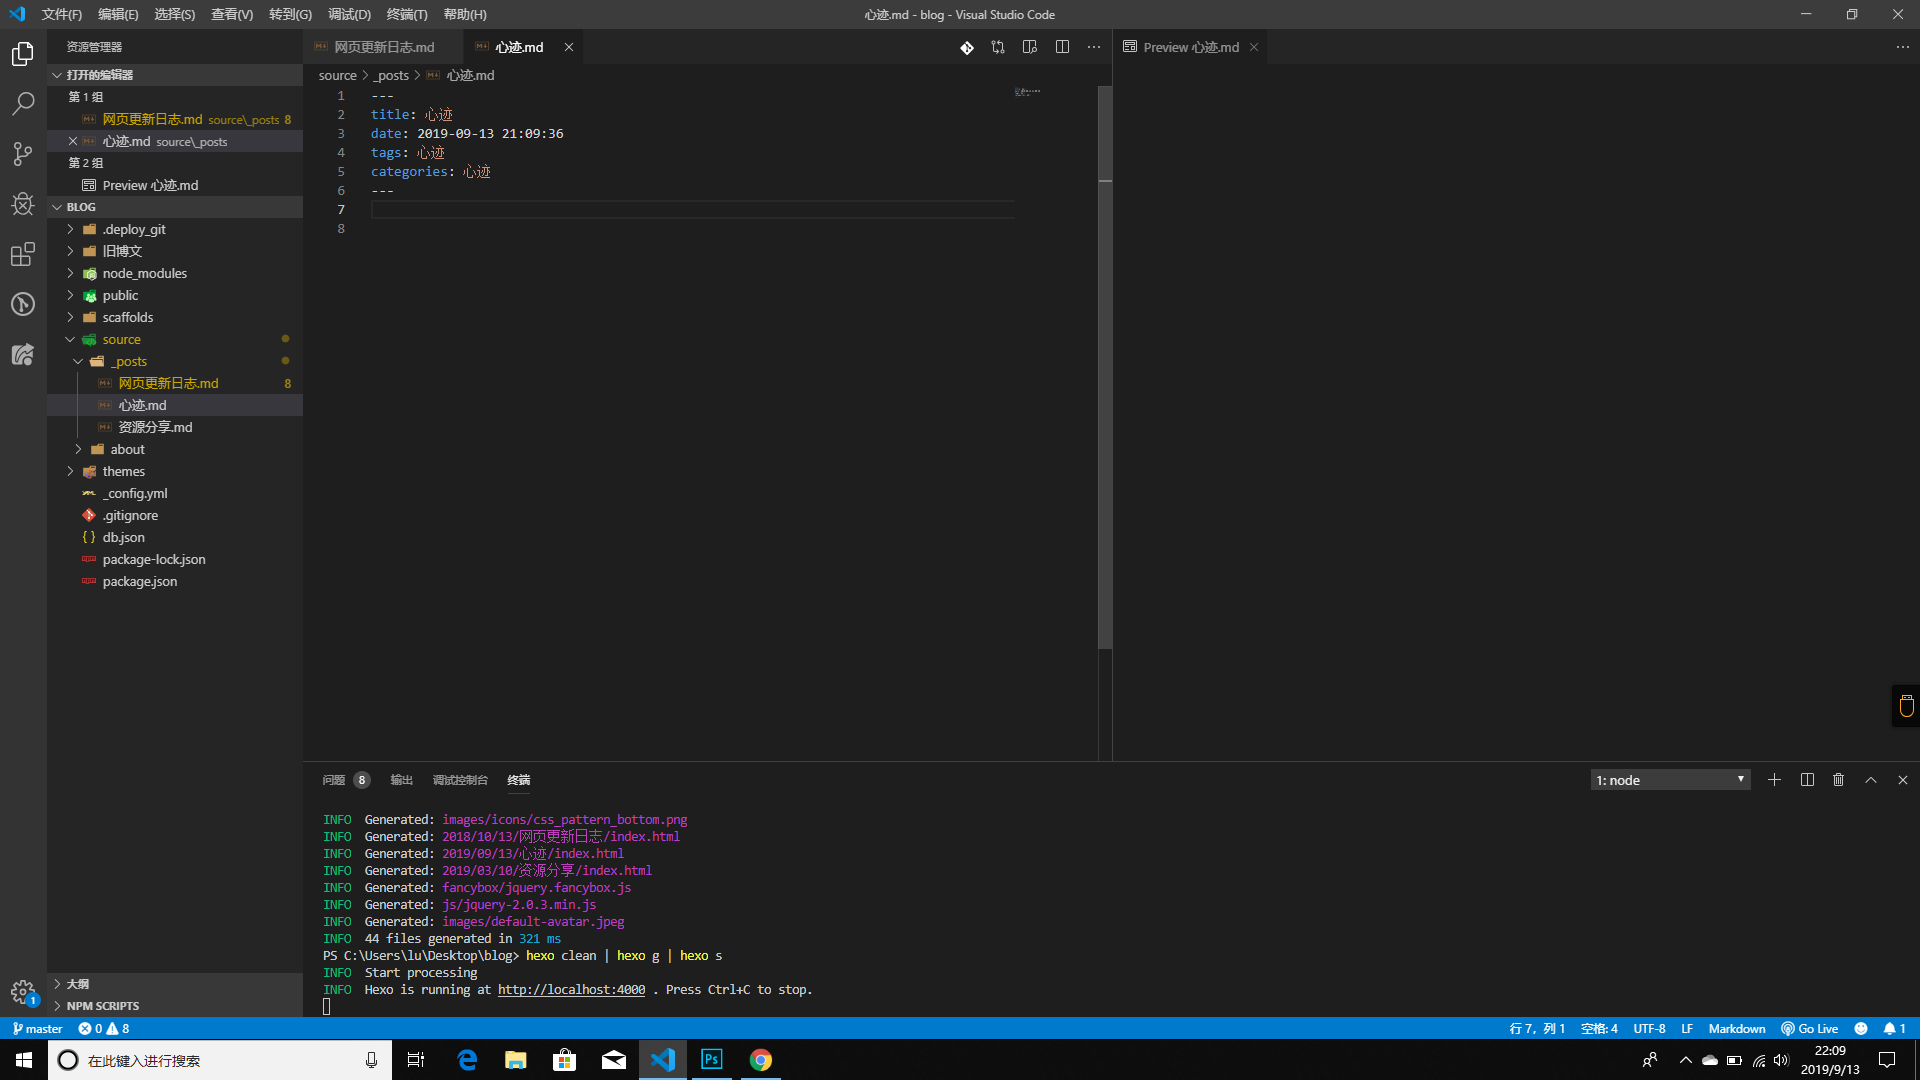 文件(F) 编辑(E) 选择(S) 查看(V) 转到(G) 调试(D) 终端(T) 帮助(H)
心迹.md - blog - Visual Studio Code
资源管理器
打开的编辑器
第 1 组
网页更新日志.md source\_posts 8
心迹.md source\_posts
第 2 组
Preview 心迹.md
BLOG
.deploy_git
旧博文
node_modules
public
scaffolds
source
_posts
网页更新日志.md 8
心迹.md
资源分享.md
about
themes
_config.yml
.gitignore
db.json
package-lock.json
package.json
大纲
NPM SCRIPTS
网页更新日志.md 心迹.md
source > _posts > 心迹.md
1 ---
2 title: 心迹
3 date: 2019-09-13 21:09:36
4 tags: 心迹
5 categories: 心迹
6 ---
7
8
Preview 心迹.md
问题 8 输出 调试控制台 终端
1: node
INFO Generated: images/icons/css_pattern_bottom.png
INFO Generated: 2018/10/13/网页更新日志/index.html
INFO Generated: 2019/09/13/心迹/index.html
INFO Generated: 2019/03/10/资源分享/index.html
INFO Generated: fancybox/jquery.fancybox.js
INFO Generated: js/jquery-2.0.3.min.js
INFO Generated: images/default-avatar.jpeg
INFO 44 files generated in 321 ms
PS C:\Users\lu\Desktop\blog> hexo clean | hexo g | hexo s
INFO Start processing
INFO Hexo is running at http://localhost:4000 . Press Ctrl+C to stop.
1
master 0 8
行 7，列 1 空格: 4 UTF-8 LF Markdown Go Live 1
在此键入进行搜索
Ps
22:09
2019/9/13